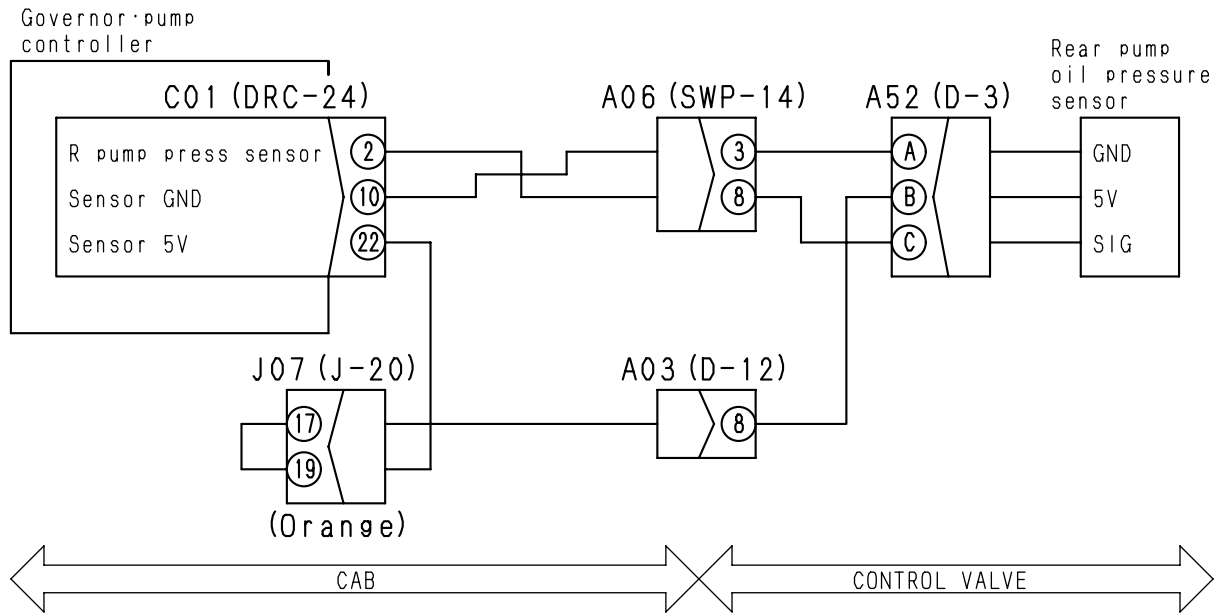 Governor·pump
controller
C01 (DRC-24)
R pump press sensor
2
Sensor GND
10
Sensor 5V
22
A06 (SWP-14)
3
8
A52 (D-3)
A
B
C
Rear pump
oil pressure
sensor
GND
5V
SIG
J07 (J-20)
17
19
(Orange)
A03 (D-12)
8
CAB
CONTROL VALVE